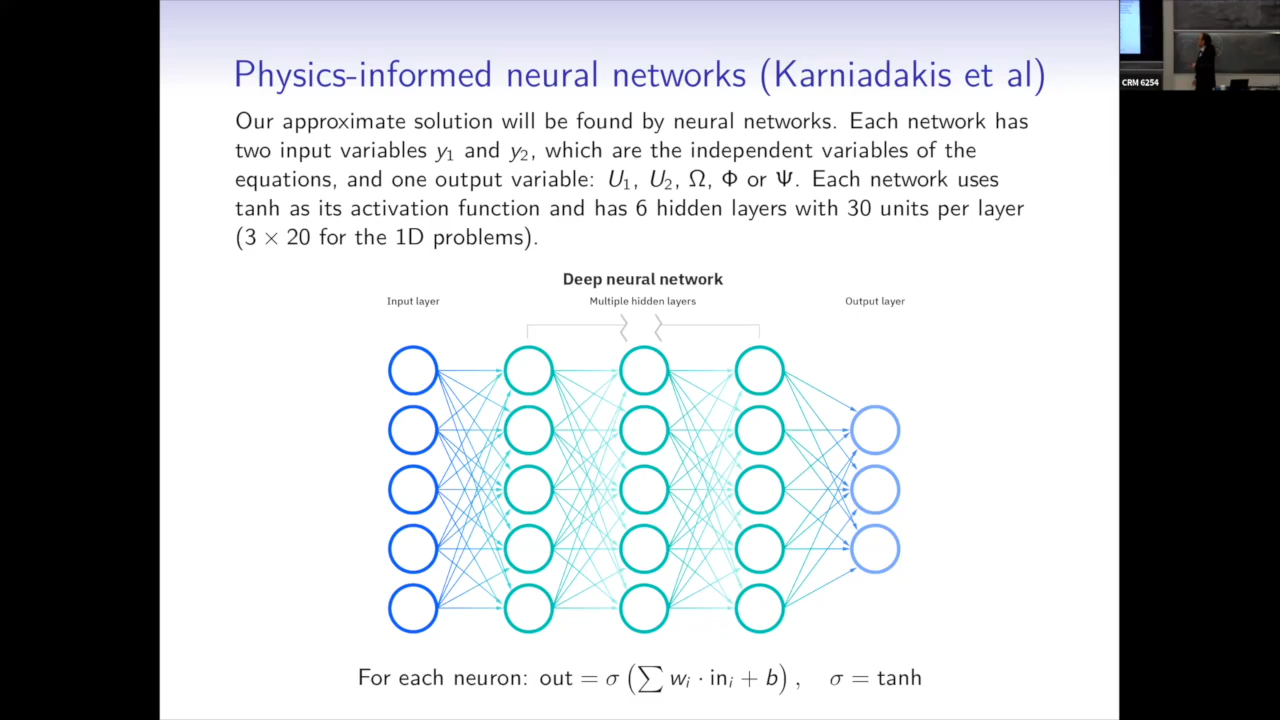 Physics-informed neural networks (Karniadakis et al)
Our approximate solution will be found by neural networks. Each network has
two input variables y₁ and y₂, which are the independent variables of the
equations, and one output variable: U₁, U₂, Ω, Φ or Ψ. Each network uses
tanh as its activation function and has 6 hidden layers with 30 units per layer
(3 × 20 for the 1D problems).
Deep neural network
Input layer
Multiple hidden layers
Output layer
For each neuron: out = σ (∑ wᵢ · inᵢ + b) , σ = tanh
CRM 6254